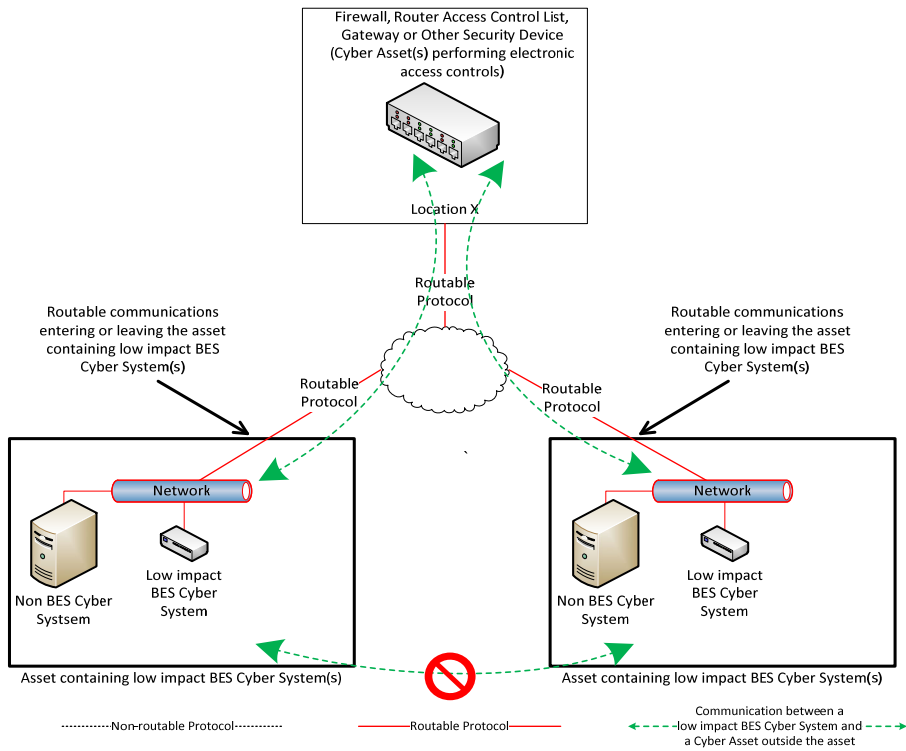 Firewall, Router Access Control List,
Gateway or Other Security Device
(Cyber Asset(s) performing electronic
access controls)
Location X
Routable
Protocol
Routable communications
entering or leaving the asset
containing low impact BES
Cyber System(s)
Routable communications
entering or leaving the asset
containing low impact BES
Cyber System(s)
Routable
Protocol
Routable
Protocol
Network
Non BES Cyber
Systsem
Low impact
BES Cyber
System
Network
Non BES Cyber
System
Low impact
BES Cyber
System
Asset containing low impact BES Cyber System(s)
Asset containing low impact BES Cyber System(s)
Non-routable Protocol
Routable Protocol
Communication between a
low impact BES Cyber System and
a Cyber Asset outside the asset